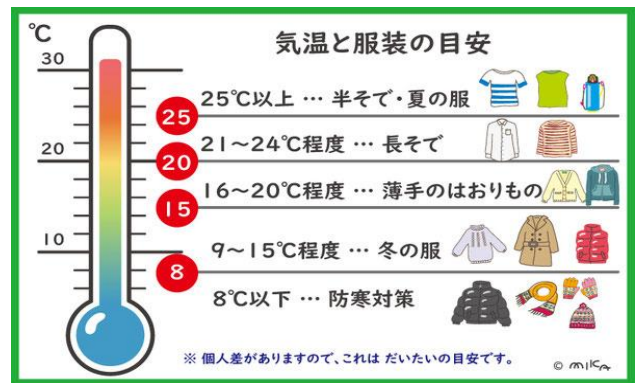 ℃
気温と服装の目安
30
25℃以上 … 半そで・夏の服
25
21〜24℃程度 … 長そで
20
20
16〜20℃程度 … 薄手のはおりもの
15
9〜15℃程度 … 冬の服
10
8
8℃以下 … 防寒対策
※ 個人差がありますので、これは だいたいの目安です。
© mika